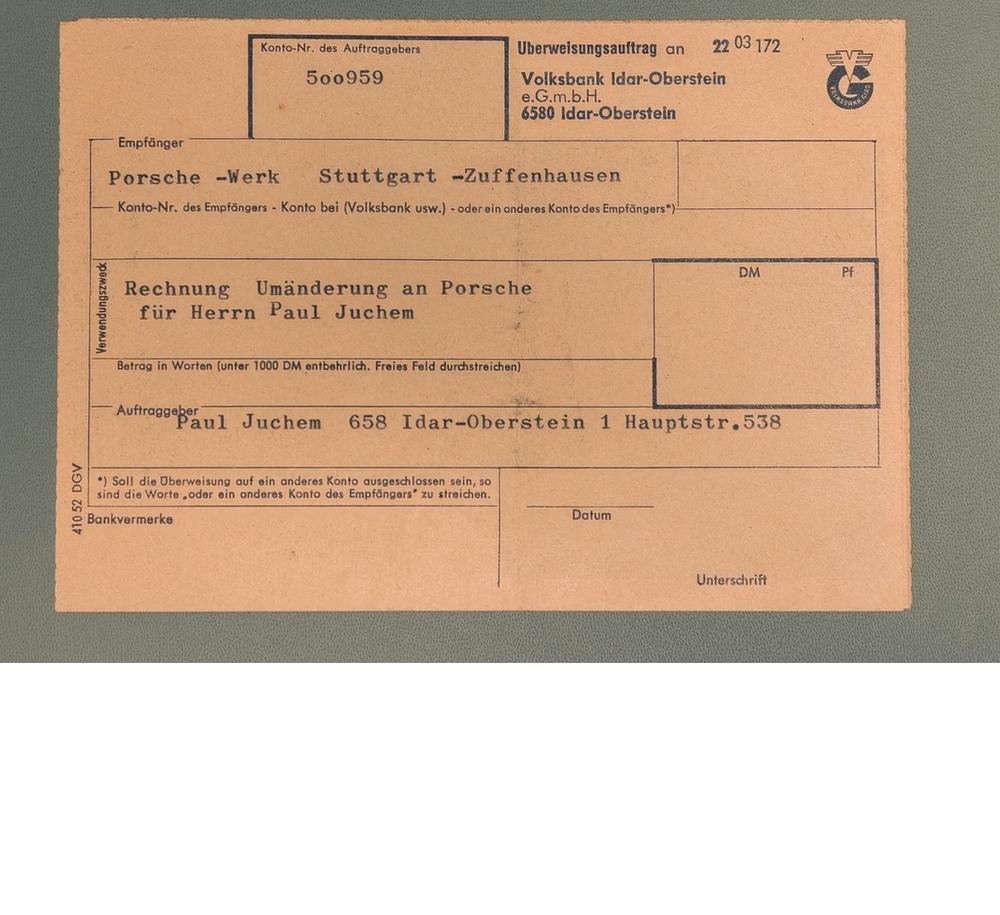 Konto-Nr. des Auftraggebers
5oo959
Überweisungsauftrag an 22 03 172
Volksbank Idar-Oberstein
e.G.m.b.H.
6580 Idar-Oberstein
VOLKSBANK GIRO
Empfänger
Porsche -Werk Stuttgart -Zuffenhausen
Konto-Nr. des Empfängers - Konto bei (Volksbank usw.) - oder ein anderes Konto des Empfängers*)
Verwendungszweck
Rechnung Umänderung an Porsche
für Herrn Paul Juchem
DM Pf
Betrag in Worten (unter 1000 DM entbehrlich. Freies Feld durchstreichen)
Auftraggeber
Paul Juchem 658 Idar-Oberstein 1 Hauptstr.538
*) Soll die Überweisung auf ein anderes Konto ausgeschlossen sein, so
sind die Worte „oder ein anderes Konto des Empfängers" zu streichen.
410 52 DGV
Bankvermerke
Datum
Unterschrift